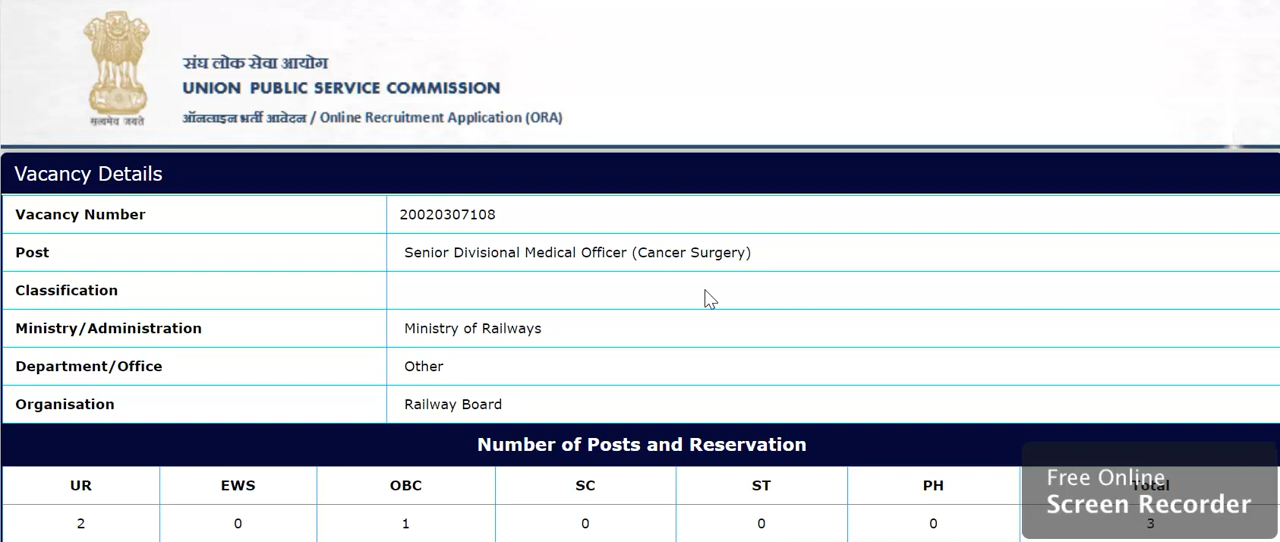 सत्यमेव जयते
संघ लोक सेवा आयोग
UNION PUBLIC SERVICE COMMISSION
ऑनलाइन भर्ती आवेदन / Online Recruitment Application (ORA)
Vacancy Details
Vacancy Number 20020307108
Post Senior Divisional Medical Officer (Cancer Surgery)
Classification
Ministry/Administration Ministry of Railways
Department/Office Other
Organisation Railway Board
Number of Posts and Reservation
UR EWS OBC SC ST PH Total
2 0 1 0 0 0 3
Free Online
Screen Recorder